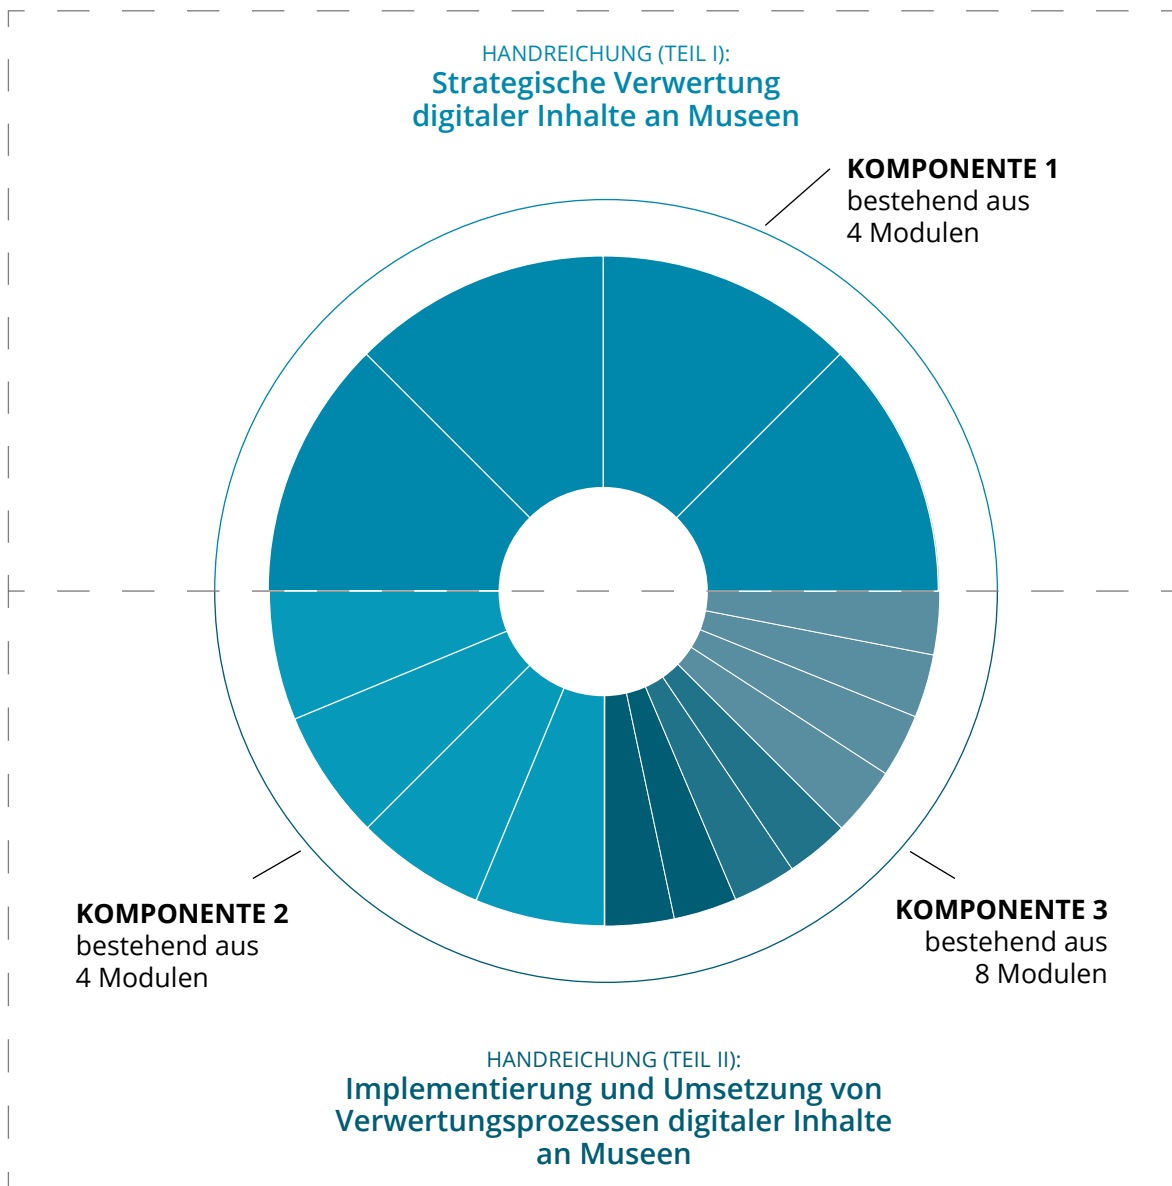 HANDREICHUNG (TEIL I):
Strategische Verwertung
digitaler Inhalte an Museen
KOMPONENTE 1
bestehend aus
4 Modulen
KOMPONENTE 2
bestehend aus
4 Modulen
KOMPONENTE 3
bestehend aus
8 Modulen
HANDREICHUNG (TEIL II):
Implementierung und Umsetzung von
Verwertungsprozessen digitaler Inhalte
an Museen